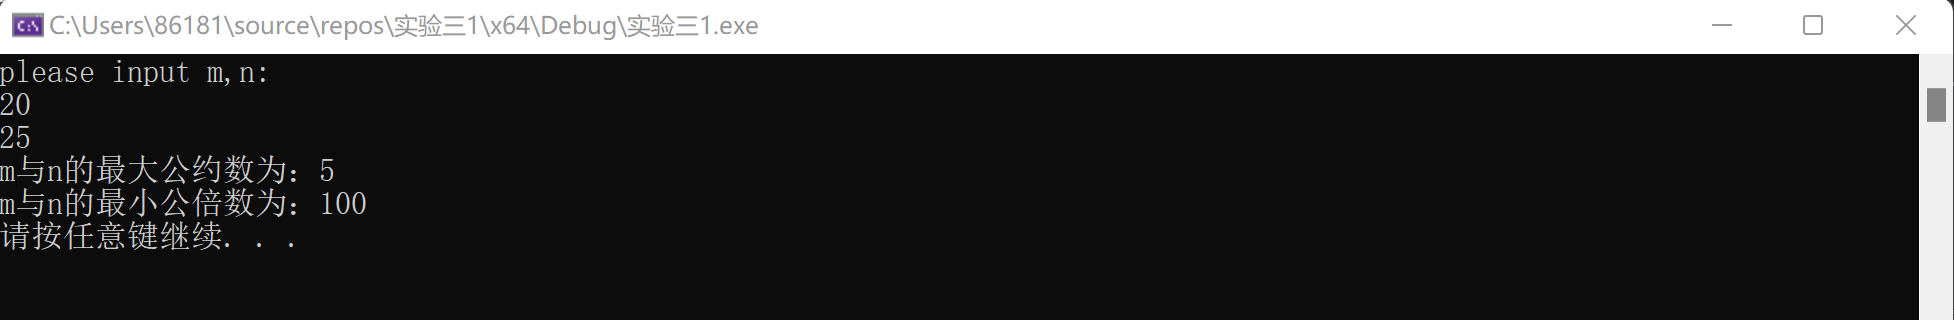 C:\Users\86181\source\repos\实验三1\x64\Debug\实验三1.exe
please input m,n:
20
25
m与n的最大公约数为：5
m与n的最小公倍数为：100
请按任意键继续. . .